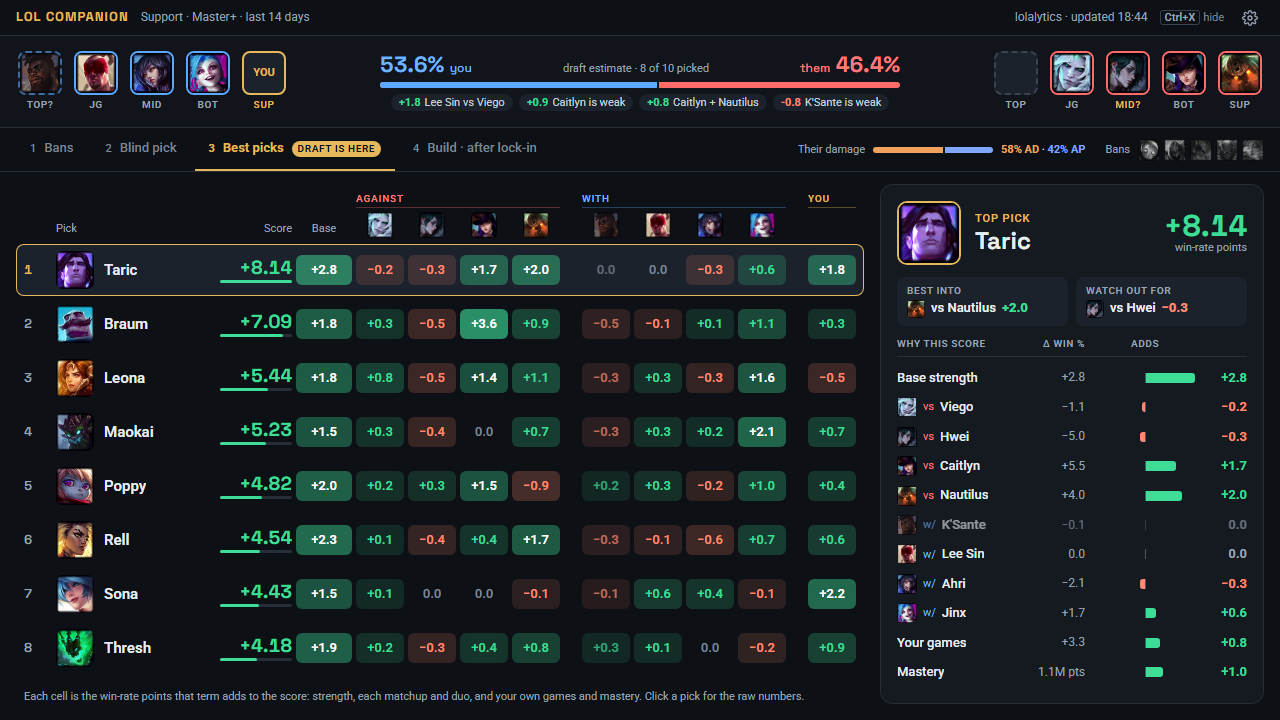 LOL COMPANION Support · Master+ · last 14 days lolalytics · updated 18:44 Ctrl+X hide
53.6% you draft estimate · 8 of 10 picked them 46.4%
YOU
+1.8 Lee Sin vs Viego +0.9 Caitlyn is weak +0.8 Caitlyn + Nautilus −0.8 K'Sante is weak
TOP? JG MID BOT SUP TOP JG MID? BOT SUP
1 Bans 2 Blind pick 3 Best picks DRAFT IS HERE 4 Build · after lock-in Their damage 58% AD · 42% AP Bans
AGAINST WITH YOU
Pick Score Base
1 Taric +8.14 +2.8 −0.2 −0.3 +1.7 +2.0 0.0 0.0 −0.3 +0.6 +1.8
2 Braum +7.09 +1.8 +0.3 −0.5 +3.6 +0.9 −0.5 −0.1 +0.1 +1.1 +0.3
3 Leona +5.44 +1.8 +0.8 −0.5 +1.4 +1.1 −0.3 +0.3 −0.3 +1.6 −0.5
4 Maokai +5.23 +1.5 +0.3 −0.4 0.0 +0.7 −0.3 +0.3 +0.2 +2.1 +0.7
5 Poppy +4.82 +2.0 +0.2 +0.3 +1.5 −0.9 +0.2 +0.3 −0.2 +1.0 +0.4
6 Rell +4.54 +2.3 +0.1 −0.4 +0.4 +1.7 −0.3 −0.1 −0.6 +0.7 +0.6
7 Sona +4.43 +1.5 +0.1 0.0 0.0 −0.1 −0.1 +0.6 +0.4 −0.1 +2.2
8 Thresh +4.18 +1.9 +0.2 −0.3 +0.4 +0.8 +0.3 +0.1 0.0 −0.2 +0.9
Each cell is the win-rate points that term adds to the score: strength, each matchup and duo, and your own games and mastery. Click a pick for the raw numbers.
TOP PICK
Taric
+8.14
win-rate points
BEST INTO
vs Nautilus +2.0
WATCH OUT FOR
vs Hwei −0.3
WHY THIS SCORE Δ WIN % ADDS
Base strength +2.8 +2.8
vs Viego −1.1 −0.2
vs Hwei −5.0 −0.3
vs Caitlyn +5.5 +1.7
vs Nautilus +4.0 +2.0
w/ K'Sante −0.1 0.0
w/ Lee Sin 0.0 0.0
w/ Ahri −2.1 −0.3
w/ Jinx +1.7 +0.6
Your games +3.3 +0.8
Mastery 1.1M pts +1.0